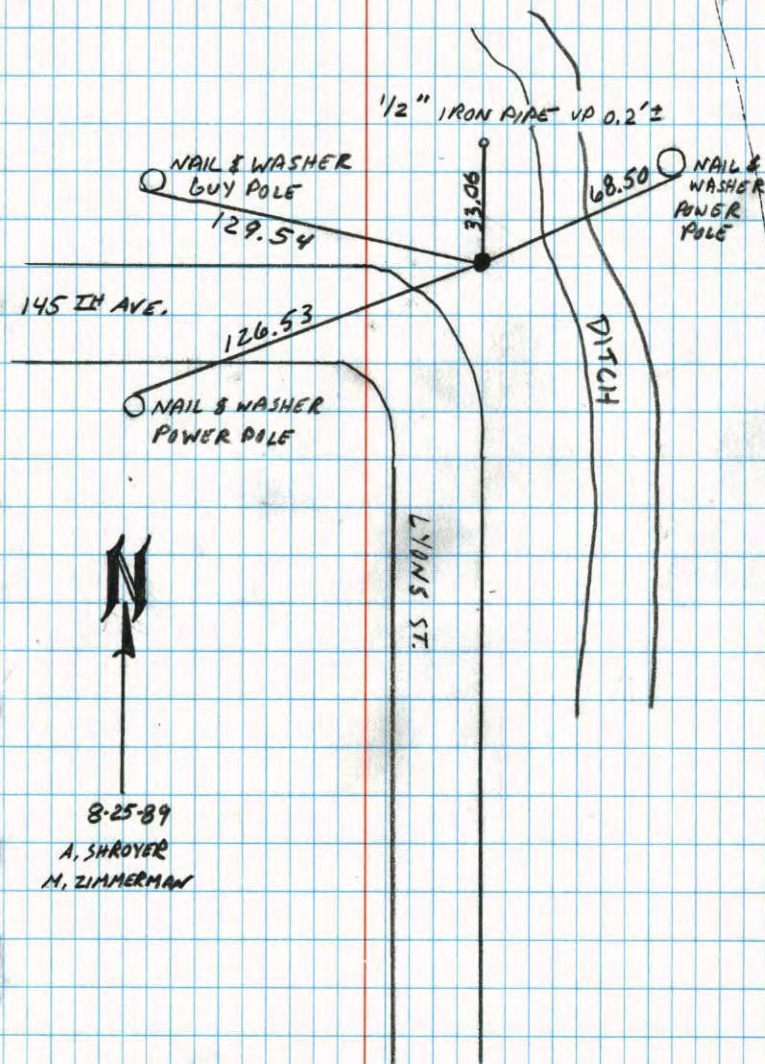 1/2" IRON PIPE UP 0.2'±
NAIL & WASHER
GUY POLE
129.54
33.06
68.50
NAIL &
WASHER
POWER
POLE
145 TH AVE.
126.53
DITCH
NAIL & WASHER
POWER POLE
LYONS ST.
N
8-25-89
A. SHROYER
M. ZIMMERMAN